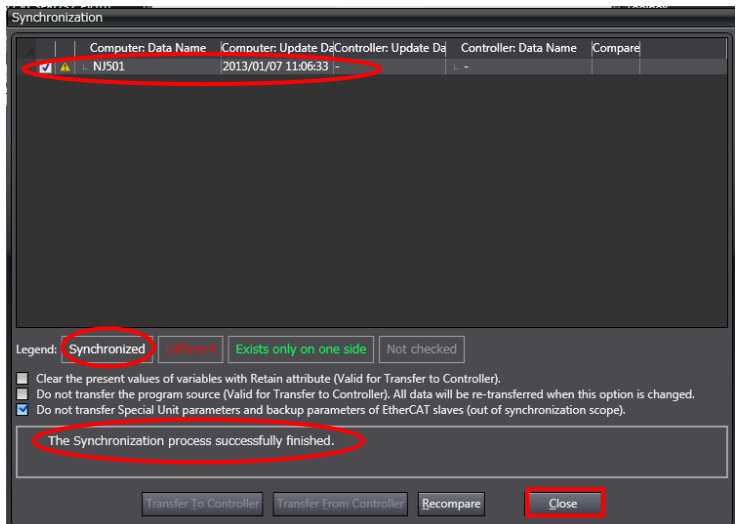 Synchronization
Computer: Data Name Computer: Update Da Controller: Update Da Controller: Data Name Compare
NJ501 2013/01/07 11:06:33 - -
Legend: Synchronized Different Exists only on one side Not checked
Clear the present values of variables with Retain attribute (Valid for Transfer to Controller).
Do not transfer the program source (Valid for Transfer to Controller). All data will be re-transferred when this option is changed.
Do not transfer Special Unit parameters and backup parameters of EtherCAT slaves (out of synchronization scope).
The Synchronization process successfully finished.
Transfer To Controller Transfer From Controller Recompare Close